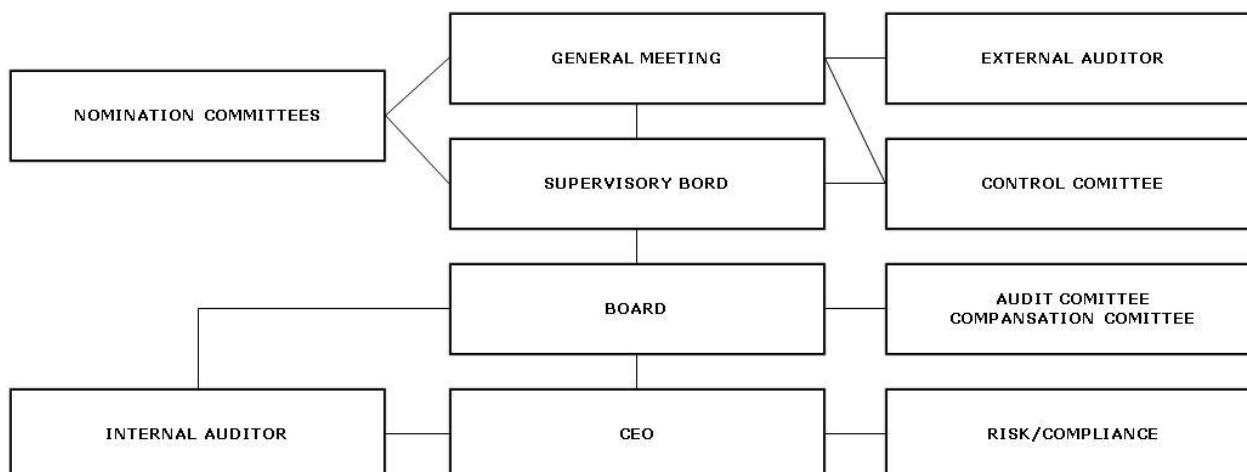 GENERAL MEETING
EXTERNAL AUDITOR
NOMINATION COMMITTEES
SUPERVISORY BORD
CONTROL COMITTEE
BOARD
AUDIT COMITTEE
COMPANSATION COMITTEE
INTERNAL AUDITOR
CEO
RISK/COMPLIANCE